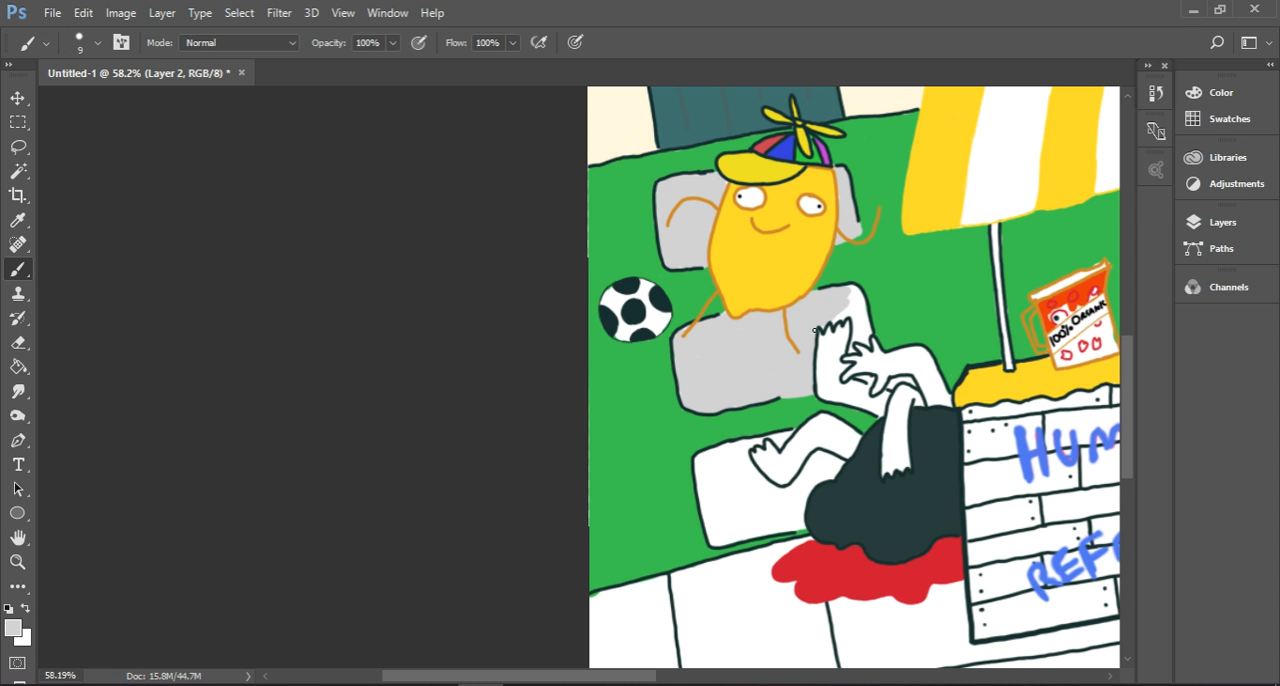 Ps File Edit Image Layer Type Select Filter 3D View Window Help
9 Mode: Normal Opacity: 100% Flow: 100%
Untitled-1 @ 58.2% (Layer 2, RGB/8) * ×
Color
Swatches
Libraries
Adjustments
Layers
Paths
Channels
100% ORGANIC
HUM
REF
58.19% Doc: 15.8M/44.7M